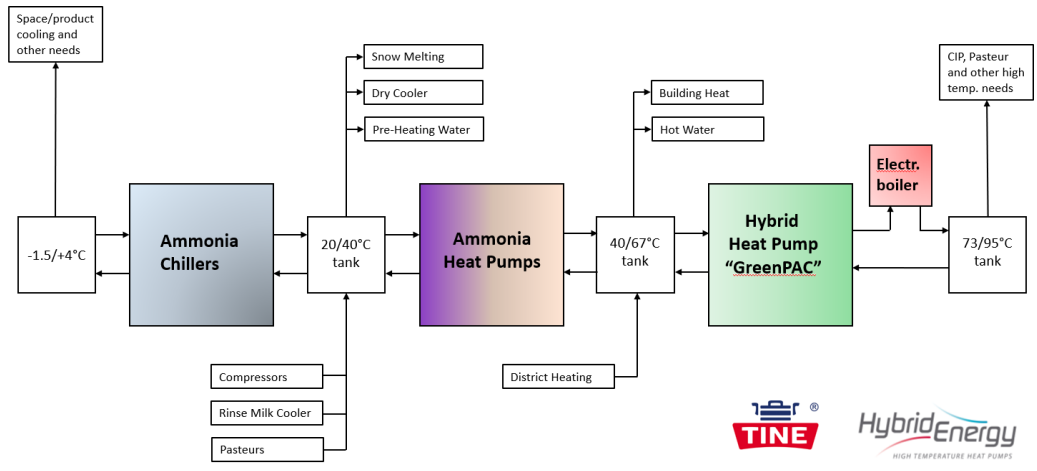 Space/product
cooling and
other needs
Snow Melting
Dry Cooler
Pre-Heating Water
Building Heat
Hot Water
CIP, Pasteur
and other high
temp. needs
Electr.
boiler
-1.5/+4°C
Ammonia
Chillers
20/40°C
tank
Ammonia
Heat Pumps
40/67°C
tank
Hybrid
Heat Pump
“GreenPAC”
73/95°C
tank
Compressors
Rinse Milk Cooler
Pasteurs
District Heating
TINE ®
HybridEnergy
HIGH TEMPERATURE HEAT PUMPS